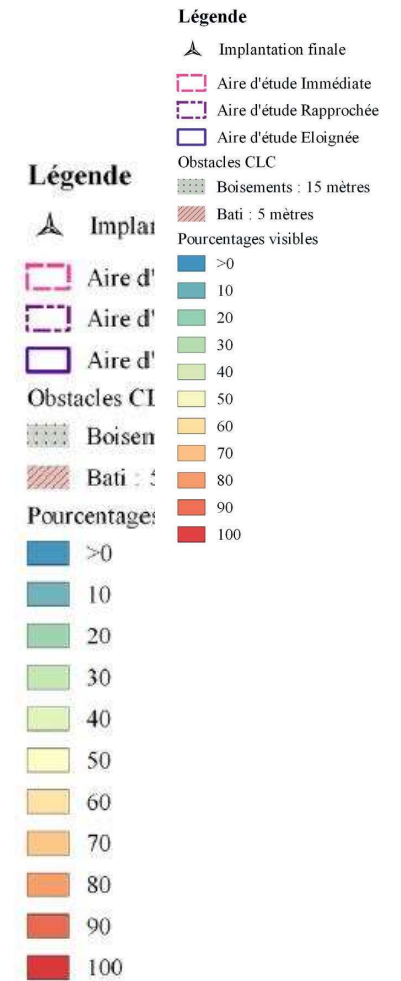 Légende
Implantation finale
Aire d'étude Immédiate
Aire d'étude Rapprochée
Aire d'étude Eloignée
Obstacles CLC
Boisements : 15 mètres
Bati : 5 mètres
Pourcentages visibles
>0
10
20
30
40
50
60
70
80
90
100
Légende
Implan
Aire d'
Aire d'
Aire d'
Obstacles CL
Boisem
Bati : 5
Pourcentages
>0
10
20
30
40
50
60
70
80
90
100